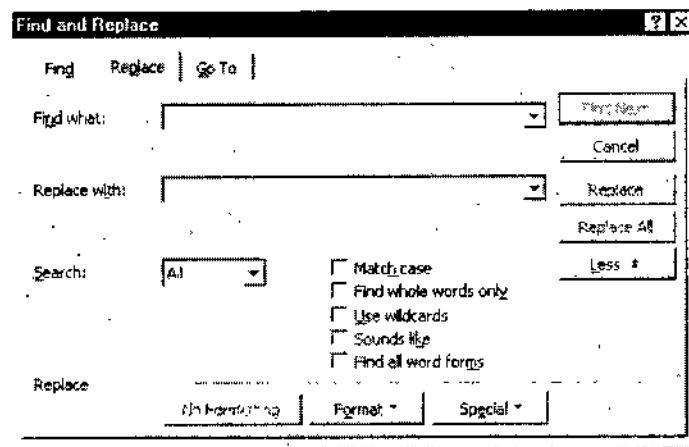 Find and Replace
Find Replace Go To
Find what: Find Next
Cancel
Replace with: Replace
Replace All
Search: All Match case Less
Find whole words only
Use wildcards
Sounds like
Find all word forms
Replace
No Formatting Format Special